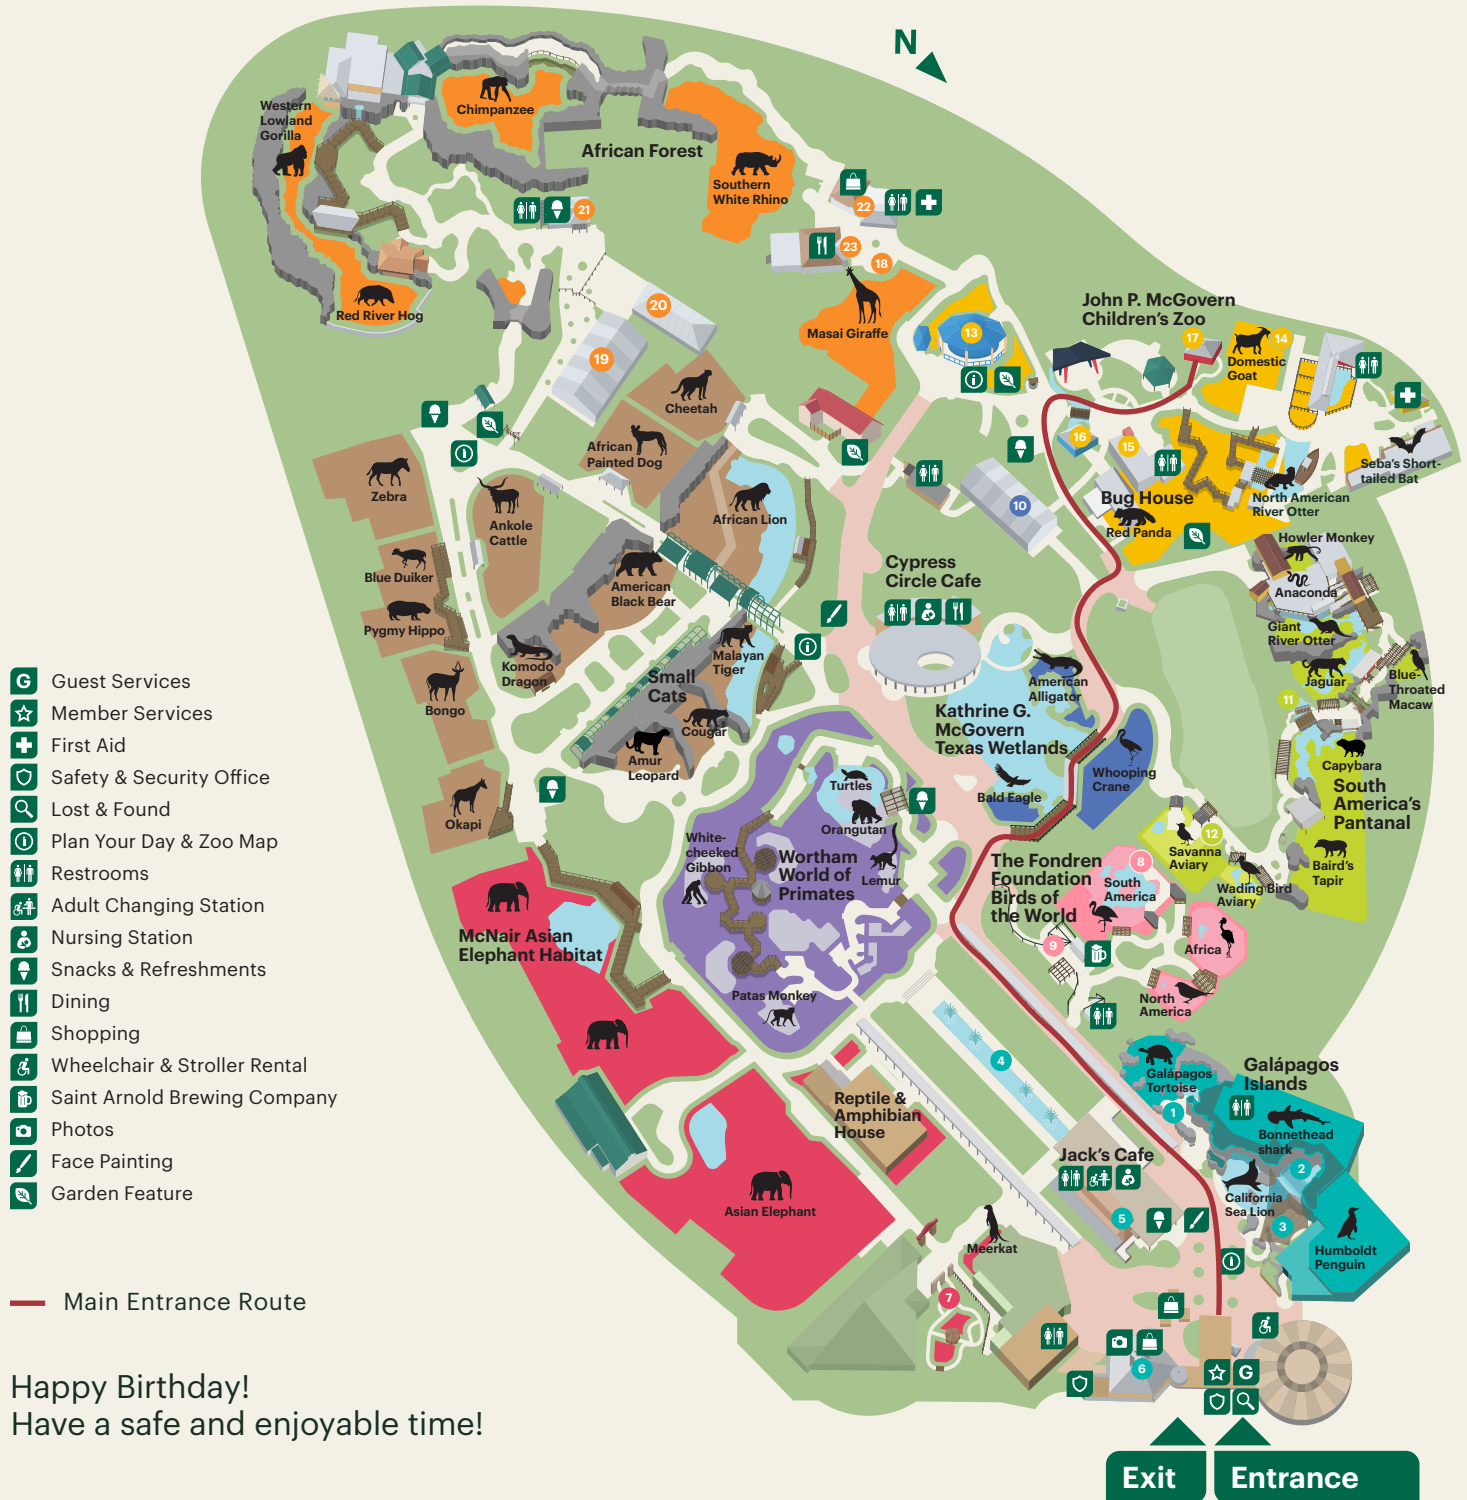 N
Western
Lowland
Gorilla
Chimpanzee
African Forest
Southern
White Rhino
21
22
23
18
Red River Hog
Masai Giraffe
20
19
13
John P. McGovern
Children's Zoo
17
14
Domestic
Goat
Cheetah
African
Painted Dog
16
15
Zebra
Ankole
Cattle
African Lion
10
Bug House
Red Panda
North American
River Otter
Seba's Short-
tailed Bat
Blue Duiker
American
Black Bear
Cypress
Circle Cafe
Howler Monkey
Anaconda
Pygmy Hippo
Giant
River Otter
Komodo
Dragon
Malayan
Tiger
Small
Cats
American
Alligator
Jaguar
Blue-
Throated
Macaw
11
Bongo
Cougar
Amur
Leopard
Kathrine G.
McGovern
Texas Wetlands
Whooping
Crane
Bald Eagle
Capybara
South
America's
Pantanal
Okapi
Turtles
Orangutan
White-
cheeked
Gibbon
Wortham
World of
Primates
Lemur
The Fondren
Foundation
Birds of
the World
8
South
America
12
Savanna
Aviary
Wading Bird
Aviary
Baird's
Tapir
McNair Asian
Elephant Habitat
9
Africa
North
America
Patas Monkey
4
Galápagos
Tortoise
Galápagos
Islands
1
Reptile &
Amphibian
House
Bonnethead
shark
2
Jack's Cafe
California
Sea Lion
3
5
Asian Elephant
Meerkat
Humboldt
Penguin
7
6
G
Exit
Entrance
G
Guest Services
Member Services
First Aid
Safety & Security Office
Lost & Found
Plan Your Day & Zoo Map
Restrooms
Adult Changing Station
Nursing Station
Snacks & Refreshments
Dining
Shopping
Wheelchair & Stroller Rental
Saint Arnold Brewing Company
Photos
Face Painting
Garden Feature
Main Entrance Route
Happy Birthday!
Have a safe and enjoyable time!